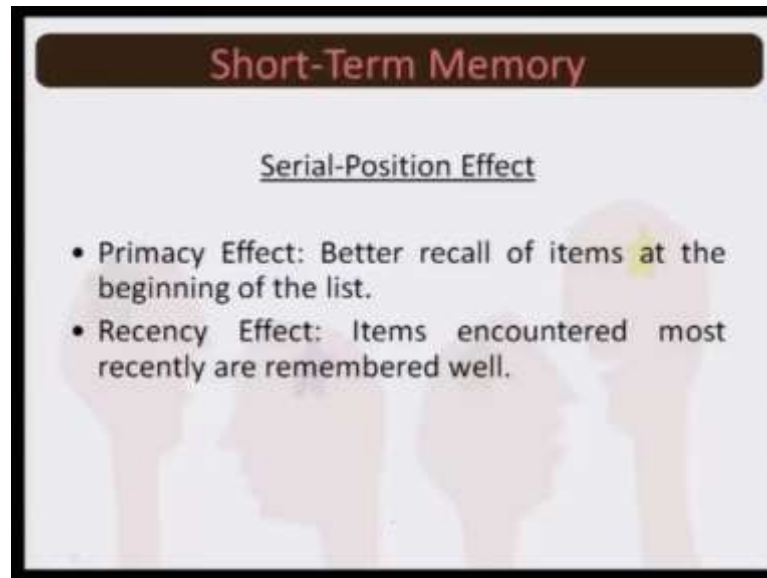 Short-Term Memory
Serial-Position Effect
• Primacy Effect: Better recall of items at the
beginning of the list.
• Recency Effect: Items encountered most
recently are remembered well.